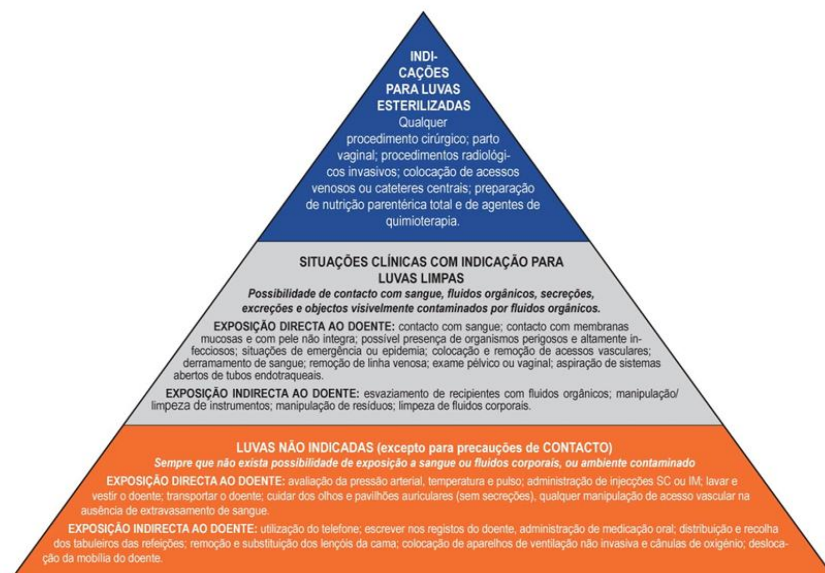 INDI-
CAÇÕES
PARA LUVAS
ESTERILIZADAS
Qualquer
procedimento cirúrgico; parto
vaginal; procedimentos radiológi-
cos invasivos; colocação de acessos
venosos ou cateteres centrais; preparação
de nutrição parentérica total e de agentes de
quimioterapia.
SITUAÇÕES CLÍNICAS COM INDICAÇÃO PARA
LUVAS LIMPAS
Possibilidade de contacto com sangue, fluidos orgânicos, secreções,
excreções e objectos visivelmente contaminados por fluidos orgânicos.
EXPOSIÇÃO DIRECTA AO DOENTE: contacto com sangue; contacto com membranas
mucosas e com pele não integra; possível presença de organismos perigosos e altamente in-
fecciosos; situações de emergência ou epidemia; colocação e remoção de acessos vasculares;
derramamento de sangue; remoção de linha venosa; exame pélvico ou vaginal; aspiração de sistemas
abertos de tubos endotraqueais.
EXPOSIÇÃO INDIRECTA AO DOENTE: esvaziamento de recipientes com fluidos orgânicos; manipulação/
limpeza de instrumentos; manipulação de resíduos; limpeza de fluidos corporais.
LUVAS NÃO INDICADAS (excepto para precauções de CONTACTO)
Sempre que não exista possibilidade de exposição a sangue ou fluidos corporais, ou ambiente contaminado
EXPOSIÇÃO DIRECTA AO DOENTE: avaliação da pressão arterial, temperatura e pulso; administração de injecções SC ou IM; lavar e
vestir o doente; transportar o doente; cuidar dos olhos e pavilhões auriculares (sem secreções), qualquer manipulação de acesso vascular na
ausência de extravasamento de sangue.
EXPOSIÇÃO INDIRECTA AO DOENTE: utilização do telefone; escrever nos registos do doente, administração de medicação oral; distribuição e recolha
dos tabuleiros das refeições; remoção e substituição dos lençóis da cama; colocação de aparelhos de ventilação não invasiva e cânulas de oxigénio; desloca-
ção da mobília do doente.